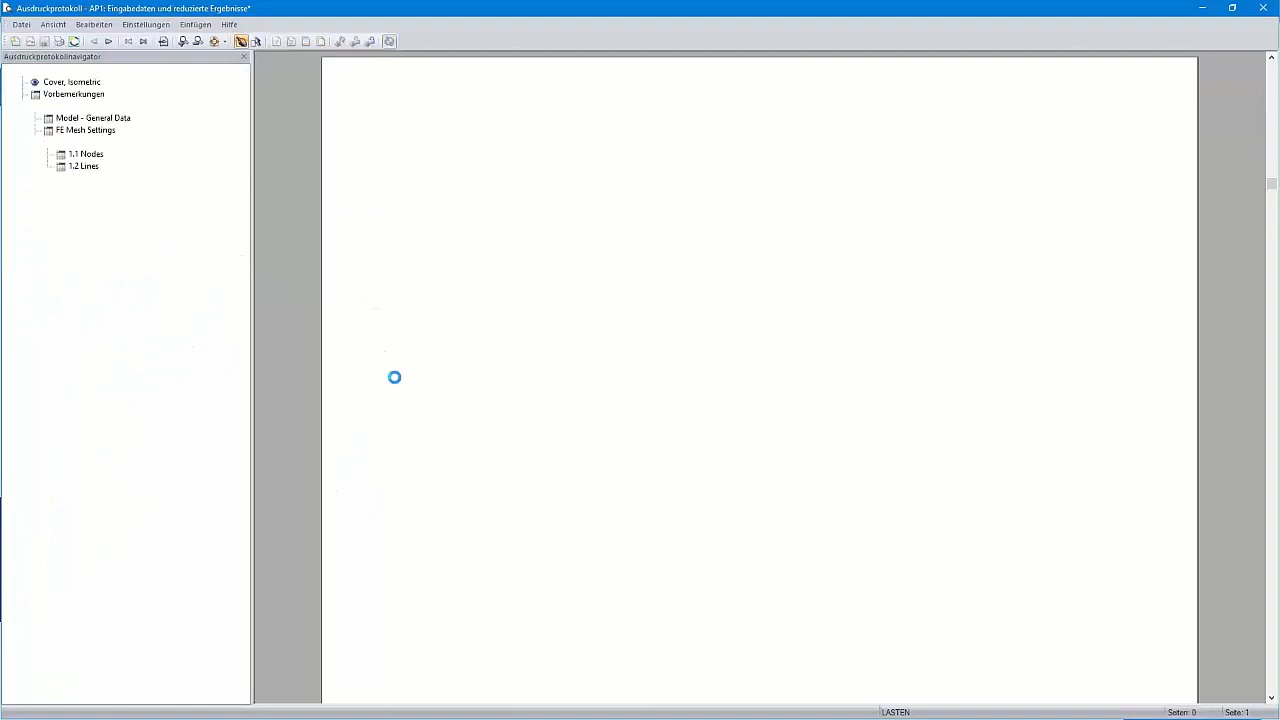 Ausdruckprotokoll - AP1: Eingabedaten und reduzierte Ergebnisse*
Datei Ansicht Bearbeiten Einstellungen Einfügen Hilfe
Ausdruckprotokollnavigator
Cover, Isometric
Vorbemerkungen
Model - General Data
FE Mesh Settings
1.1 Nodes
1.2 Lines
LASTEN Seiten: 0 Seite: 1